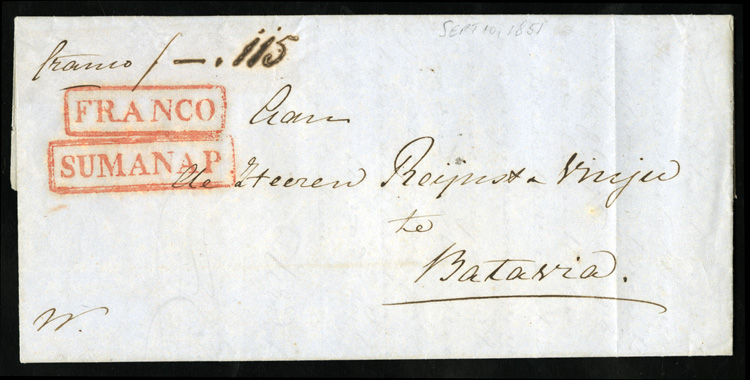 SEPT 10, 1851
franco f —. 115
FRANCO
SUMANAP
Aan
de Heeren Reijnst & Vinju
te
Batavia.
W.